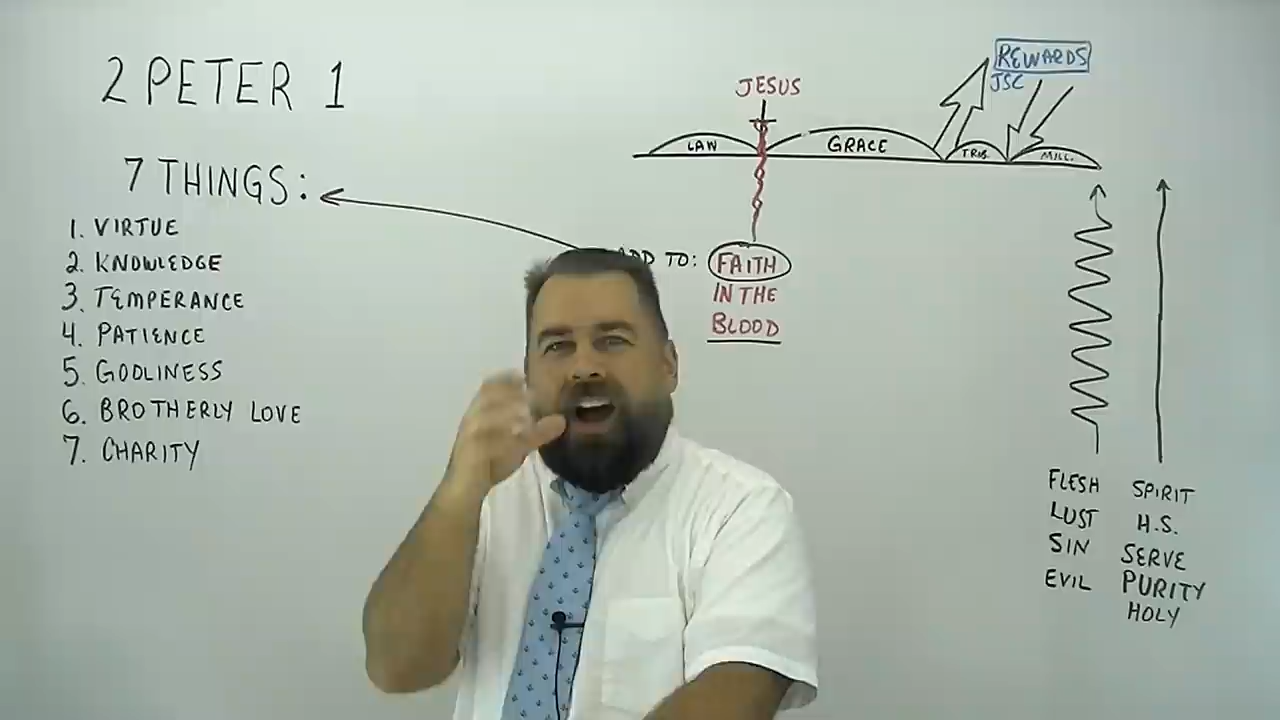 2 PETER 1
7 THINGS:
1. VIRTUE
2. KNOWLEDGE
3. TEMPERANCE
4. PATIENCE
5. GODLINESS
6. BROTHERLY LOVE
7. CHARITY
JESUS
REWARDS
JSC
LAW
GRACE
TRIB.
MILL.
TO:
FAITH
IN THE
BLOOD
FLESH
LUST
SIN
EVIL
SPIRIT
H.S.
SERVE
PURITY
HOLY